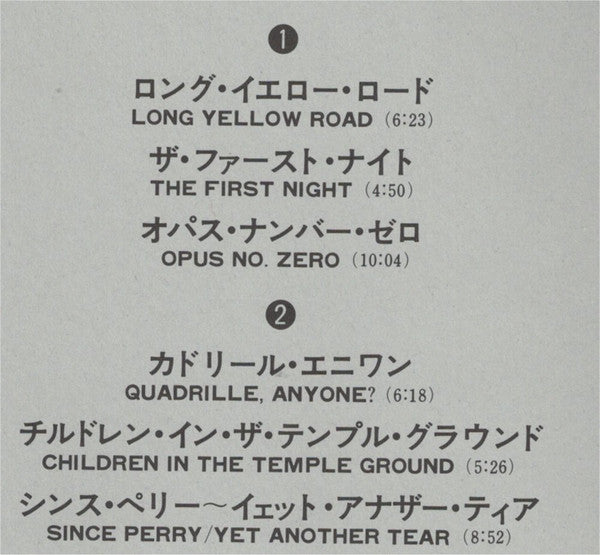 1
ロング・イエロー・ロード
LONG YELLOW ROAD (6:23)
ザ・ファースト・ナイト
THE FIRST NIGHT (4:50)
オパス・ナンバー・ゼロ
OPUS NO. ZERO (10:04)
2
カドリール・エニワン
QUADRILLE, ANYONE? (6:18)
チルドレン・イン・ザ・テンプル・グラウンド
CHILDREN IN THE TEMPLE GROUND (5:26)
シンス・ペリー〜イェット・アナザー・ティア
SINCE PERRY/YET ANOTHER TEAR (8:52)